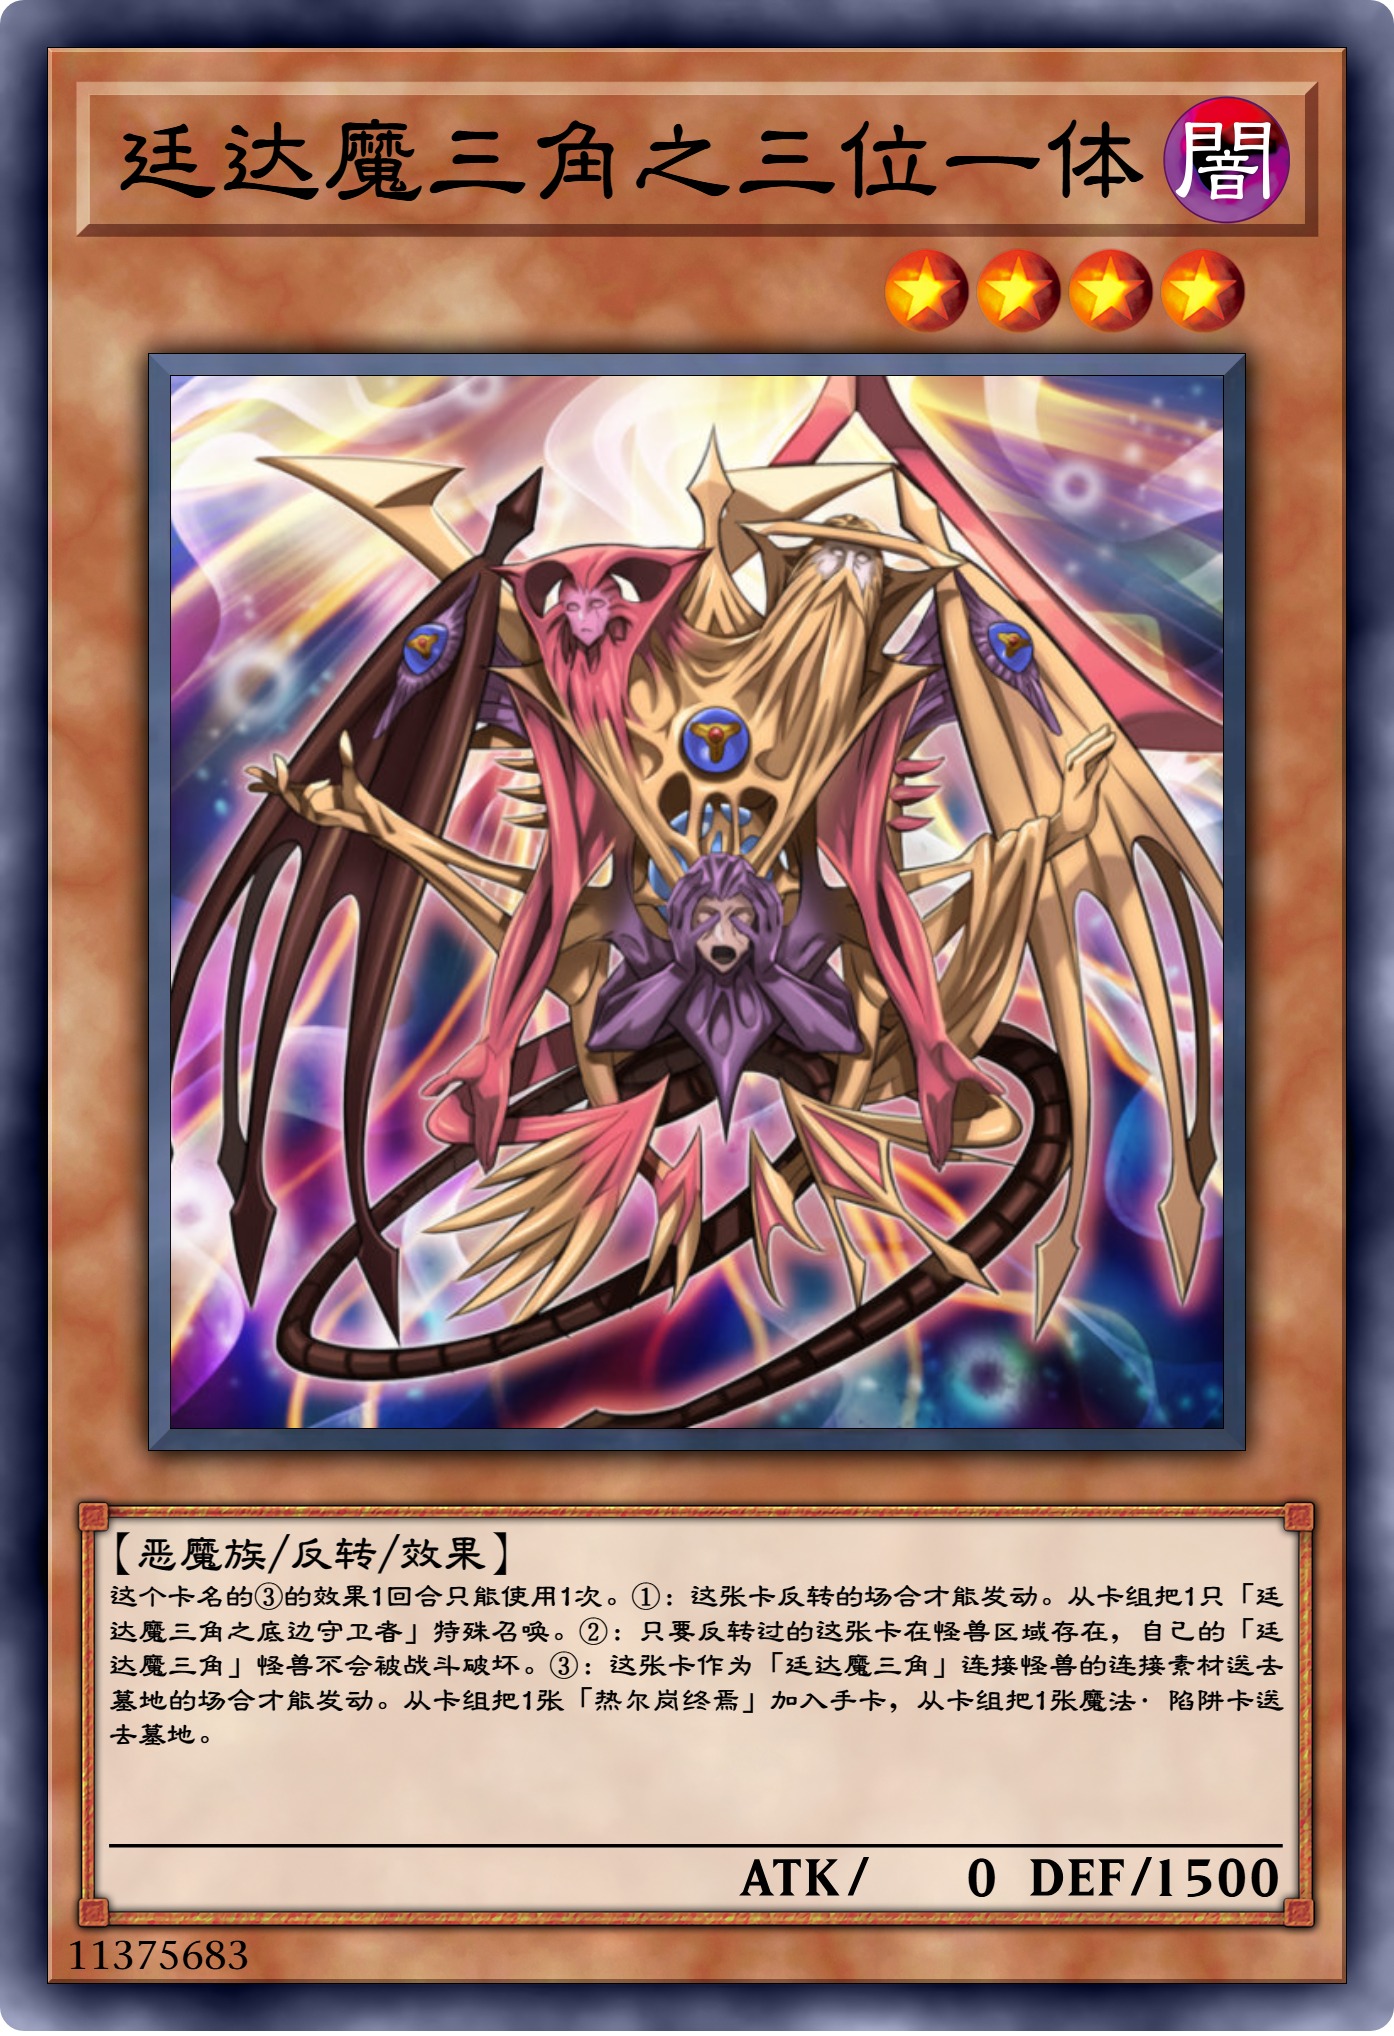 廷达魔三角之三位一体 闇
【恶魔族/反转/效果】
这个卡名的③的效果1回合只能使用1次。①：这张卡反转的场合才能发动。从卡组把1只「廷
达魔三角之底边守卫者」特殊召唤。②：只要反转过的这张卡在怪兽区域存在，自己的「廷
达魔三角」怪兽不会被战斗破坏。③：这张卡作为「廷达魔三角」连接怪兽的连接素材送去
墓地的场合才能发动。从卡组把1张「热尔岗终焉」加入手卡，从卡组把1张魔法·陷阱卡送
去墓地。
ATK/ 0 DEF/1500
11375683